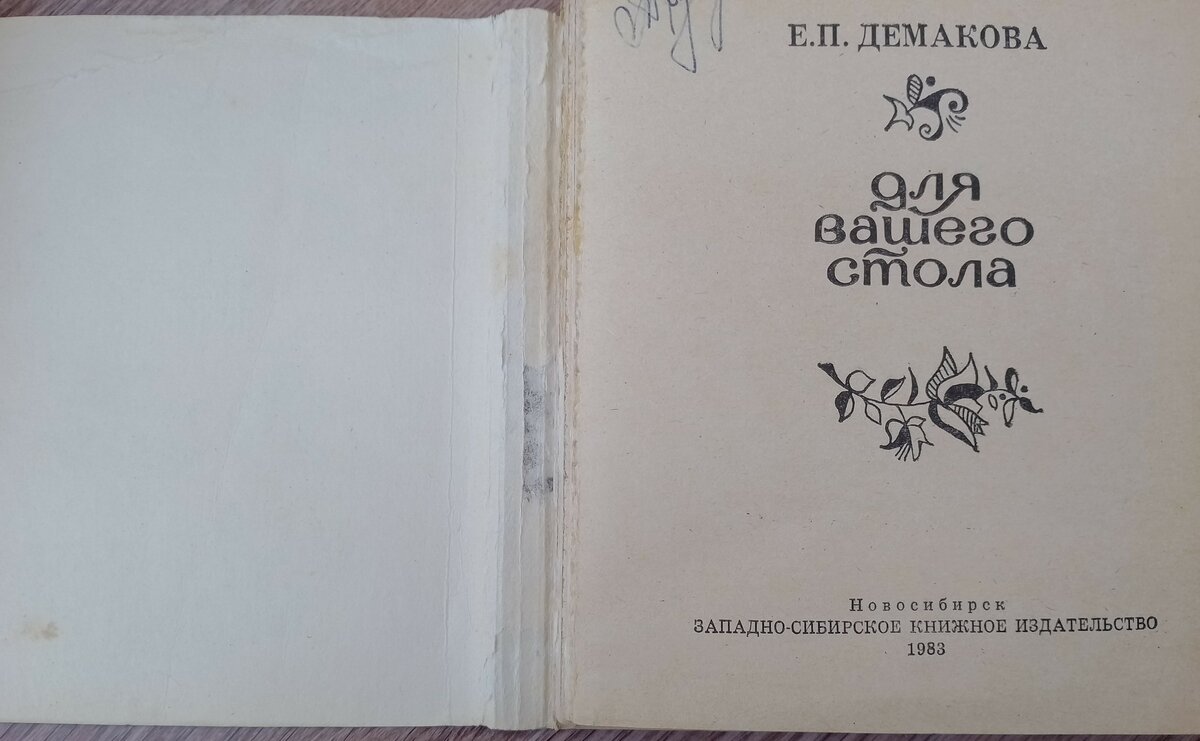 Е.П. ДЕМАКОВА
для
вашего
стола
Новосибирск
ЗАПАДНО-СИБИРСКОЕ КНИЖНОЕ ИЗДАТЕЛЬСТВО
1983